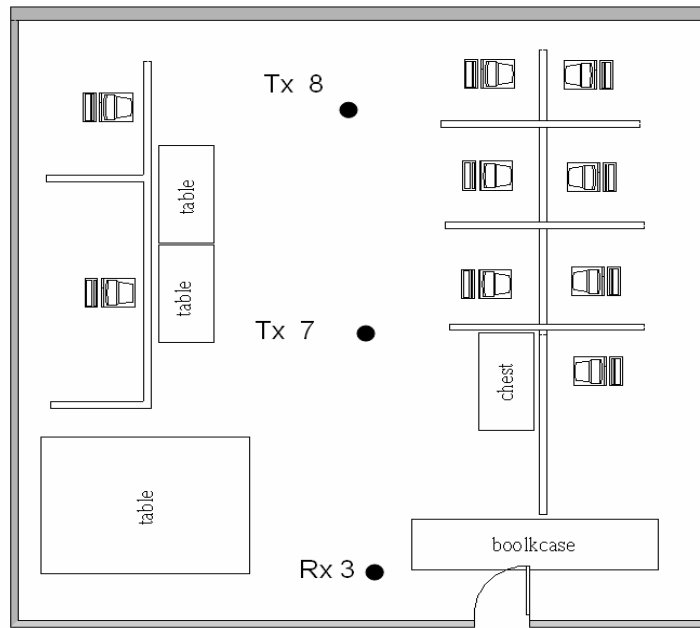 Tx 8
table
table
Tx 7
chest
table
boolkcase
Rx 3